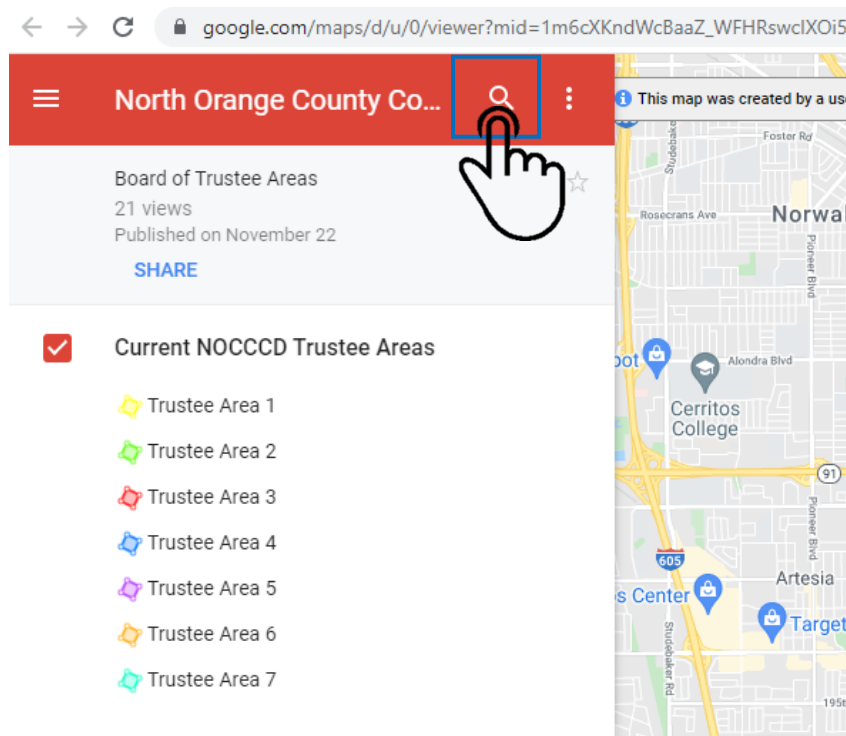 google.com/maps/d/u/0/viewer?mid=1m6cXKndWcBaaZ_WFHRswclXOi5
North Orange County Co...
This map was created by a use
Board of Trustee Areas
21 views
Published on November 22
SHARE
Current NOCCCD Trustee Areas
Trustee Area 1
Trustee Area 2
Trustee Area 3
Trustee Area 4
Trustee Area 5
Trustee Area 6
Trustee Area 7
Foster Rd
Studebake
Rosecrans Ave
Norwal
Pioneer Blvd
pot
Alondra Blvd
Cerritos
College
91
Pioneer Blvd
605
Artesia
s Center
Target
Studebaker Rd
195t